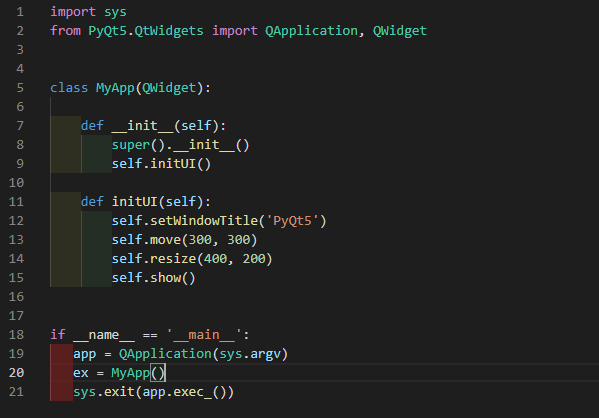 1 import sys
2 from PyQt5.QtWidgets import QApplication, QWidget
3
4
5 class MyApp(QWidget):
6
7     def __init__(self):
8         super().__init__()
9         self.initUI()
10
11     def initUI(self):
12         self.setWindowTitle('PyQt5')
13         self.move(300, 300)
14         self.resize(400, 200)
15         self.show()
16
17
18 if __name__ == '__main__':
19    app = QApplication(sys.argv)
20    ex = MyApp()
21    sys.exit(app.exec_())